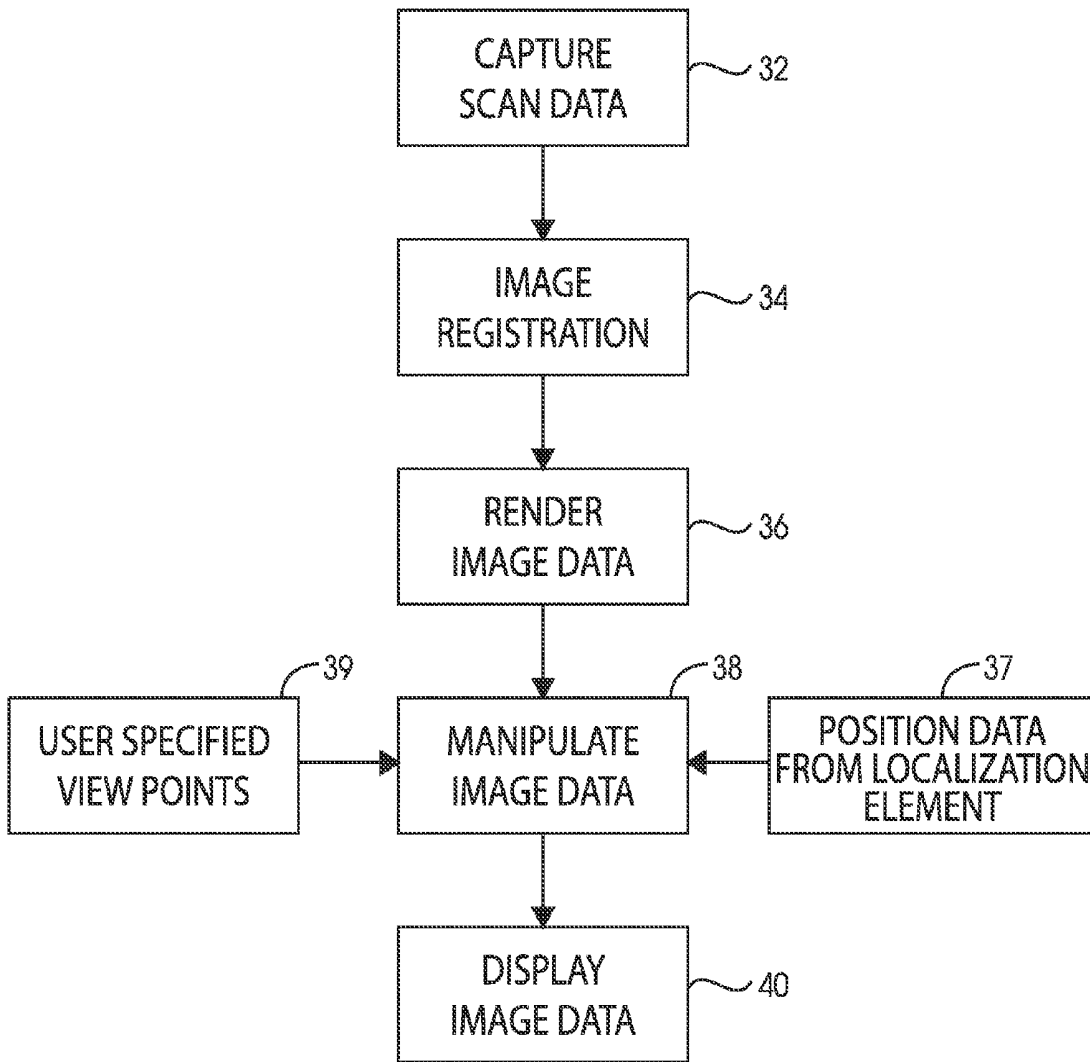 CAPTURE
SCAN DATA
32
IMAGE
REGISTRATION
34
RENDER
IMAGE DATA
36
39
USER SPECIFIED
VIEW POINTS
38
MANIPULATE
IMAGE DATA
37
POSITION DATA
FROM LOCALIZATION
ELEMENT
DISPLAY
IMAGE DATA
40